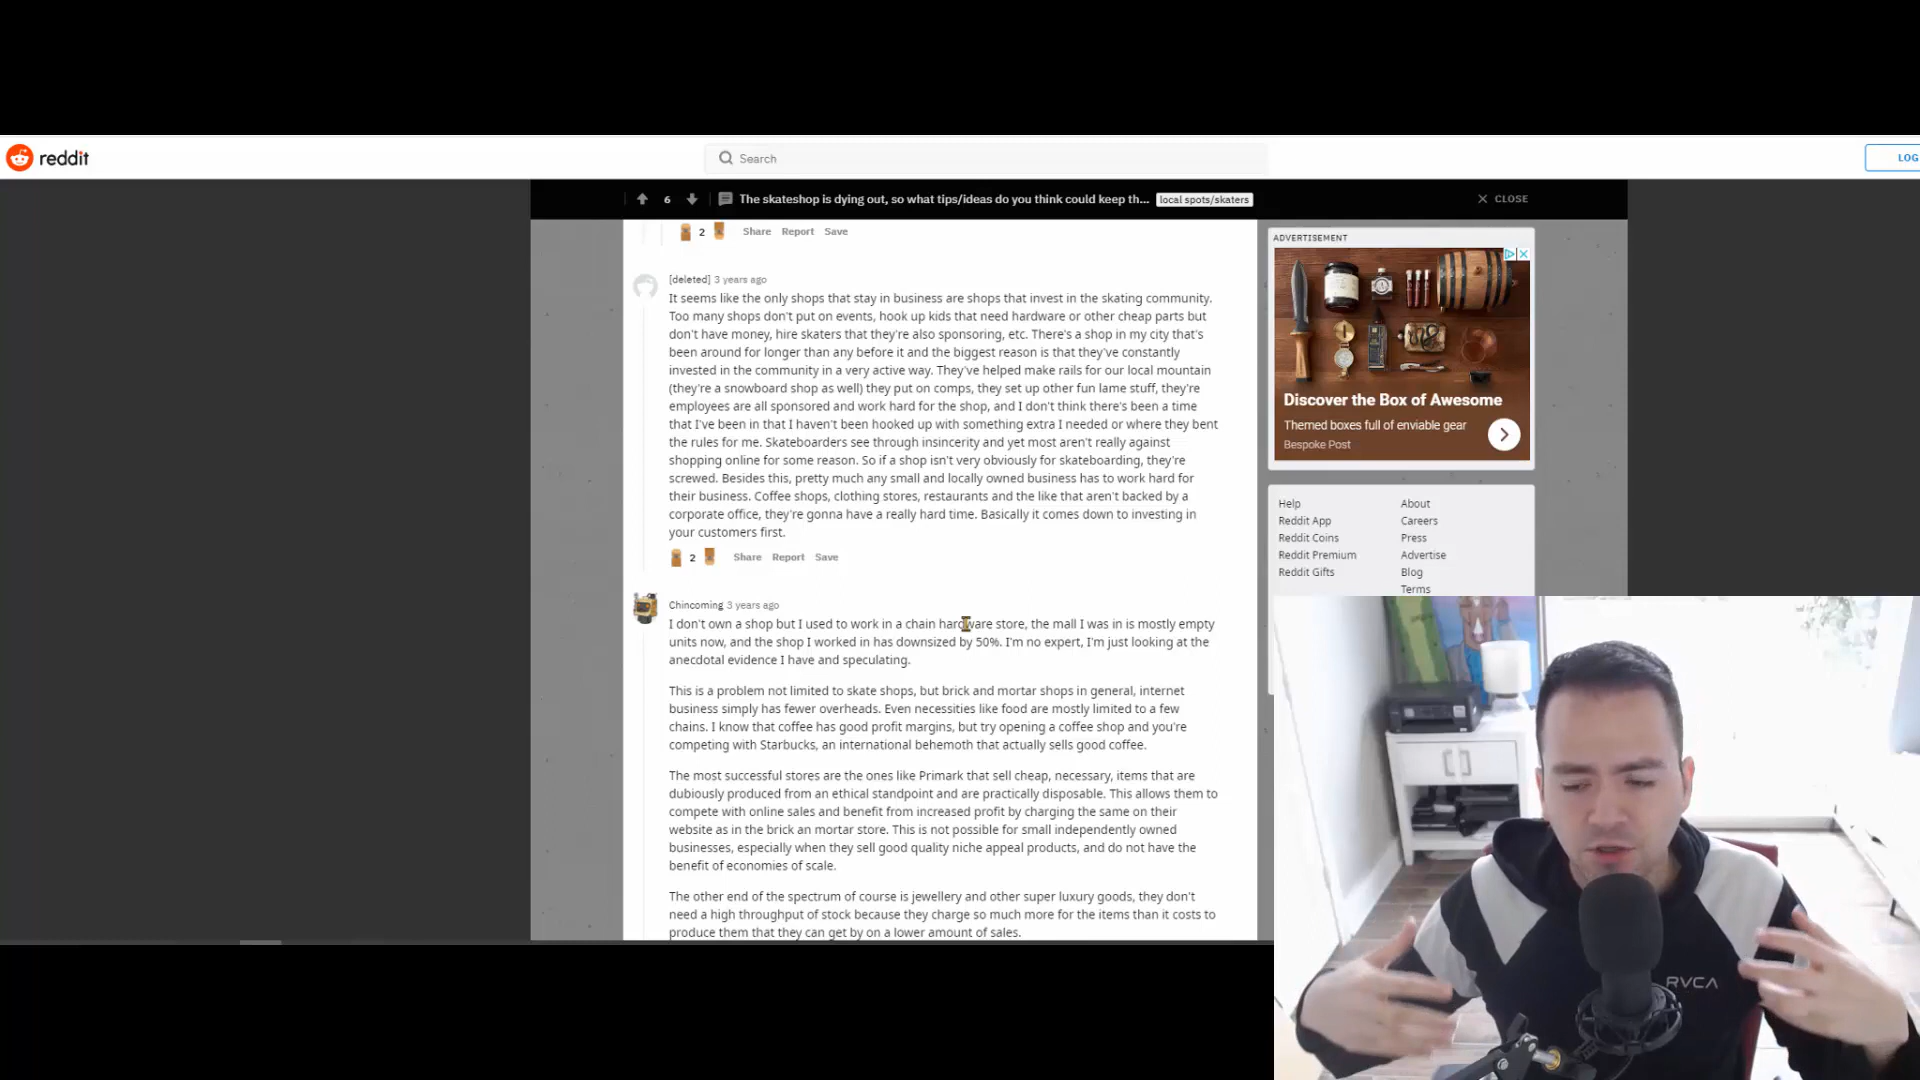 reddit
Search
LOG
6
The skateshop is dying out, so what tips/ideas do you think could keep th...
local spots/skaters
CLOSE
2 Share Report Save
[deleted] 3 years ago
It seems like the only shops that stay in business are shops that invest in the skating community.
Too many shops don't put on events, hook up kids that need hardware or other cheap parts but
don't have money, hire skaters that they're also sponsoring, etc. There's a shop in my city that's
been around for longer than any before it and the biggest reason is that they've constantly
invested in the community in a very active way. They've helped make rails for our local mountain
(they're a snowboard shop as well) they put on comps, they set up other fun lame stuff, they're
employees are all sponsored and work hard for the shop, and I don't think there's been a time
that I've been in that I haven't been hooked up with something extra I needed or where they bent
the rules for me. Skateboarders see through insincerity and yet most aren't really against
shopping online for some reason. So if a shop isn't very obviously for skateboarding, they're
screwed. Besides this, pretty much any small and locally owned business has to work hard for
their business. Coffee shops, clothing stores, restaurants and the like that aren't backed by a
corporate office, they're gonna have a really hard time. Basically it comes down to investing in
your customers first.
2 Share Report Save
Chincoming 3 years ago
I don't own a shop but I used to work in a chain hardware store, the mall I was in is mostly empty
units now, and the shop I worked in has downsized by 50%. I'm no expert, I'm just looking at the
anecdotal evidence I have and speculating.
This is a problem not limited to skate shops, but brick and mortar shops in general, internet
business simply has fewer overheads. Even necessities like food are mostly limited to a few
chains. I know that coffee has good profit margins, but try opening a coffee shop and you're
competing with Starbucks, an international behemoth that actually sells good coffee.
The most successful stores are the ones like Primark that sell cheap, necessary, items that are
dubiously produced from an ethical standpoint and are practically disposable. This allows them to
compete with online sales and benefit from increased profit by charging the same on their
website as in the brick an mortar store. This is not possible for small independently owned
businesses, especially when they sell good quality niche appeal products, and do not have the
benefit of economies of scale.
The other end of the spectrum of course is jewellery and other super luxury goods, they don't
need a high throughput of stock because they charge so much more for the items than it costs to
produce them that they can get by on a lower amount of sales.
ADVERTISEMENT
Discover the Box of Awesome
Themed boxes full of enviable gear
Bespoke Post
Help
Reddit App
Reddit Coins
Reddit Premium
Reddit Gifts
About
Careers
Press
Advertise
Blog
Terms
RVCA